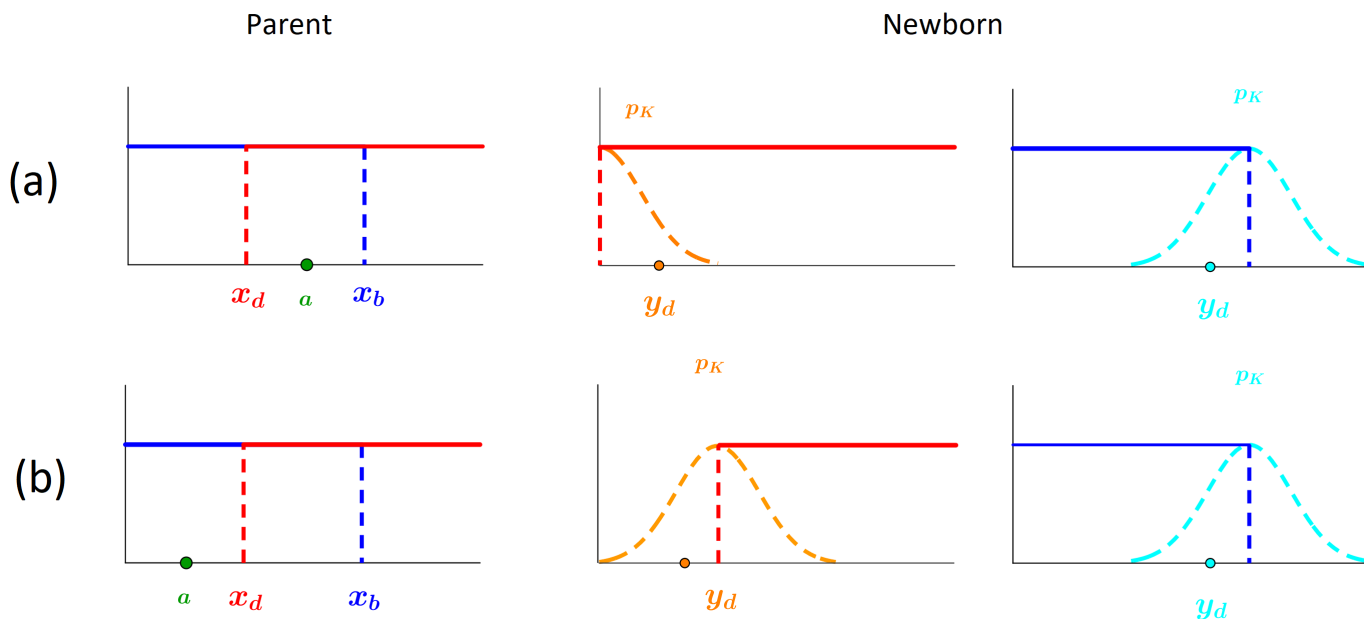 Parent Newborn
(a)
p_K p_K
x_d a x_b y_d y_d
(b)
p_K p_K
a x_d x_b y_d y_d